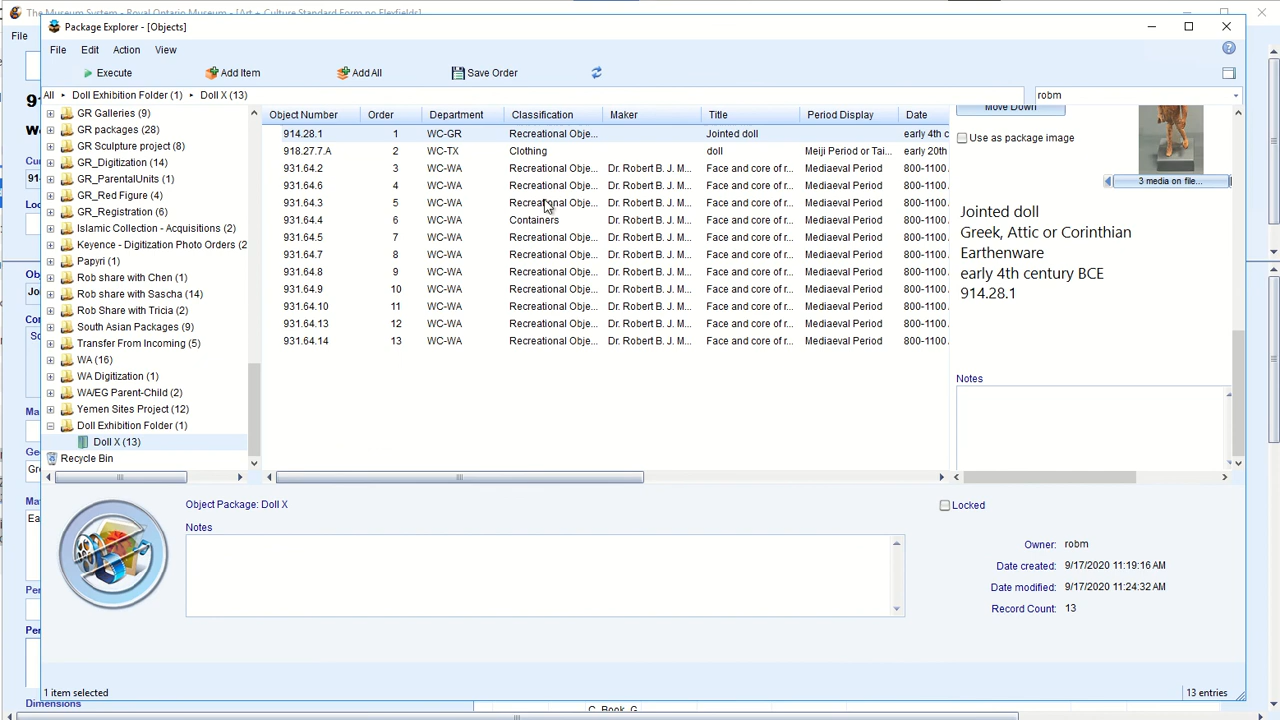 The Museum System - Royal Ontario Museum - [Art + Culture Standard Form no Flexfields]
Package Explorer - [Objects]
File
File Edit Action View
Execute Add Item Add All Save Order
All Doll Exhibition Folder (1) Doll X (13) robm
GR Galleries (9)
GR packages (28)
GR Sculpture project (8)
GR_Digitization (14)
GR_ParentalUnits (1)
GR_Red Figure (4)
GR_Registration (6)
Islamic Collection - Acquisitions (2)
Keyence - Digitization Photo Orders (2
Papyri (1)
Rob share with Chen (1)
Rob share with Sascha (14)
Rob share with Tricia (2)
South Asian Packages (9)
Transfer From Incoming (5)
WA (16)
WA Digitization (1)
WA/EG Parent-Child (2)
Yemen Sites Project (12)
Doll Exhibition Folder (1)
Doll X (13)
Recycle Bin
Object Number Order Department Classification Maker Title Period Display Date
914.28.1 1 WC-GR Recreational Obje... Jointed doll early 4th c
918.27.7.A 2 WC-TX Clothing doll Meiji Period or Tai... early 20th
931.64.2 3 WC-WA Recreational Obje... Dr. Robert B. J. M... Face and core of r... Mediaeval Period 800-1100
931.64.6 4 WC-WA Recreational Obje... Dr. Robert B. J. M... Face and core of r... Mediaeval Period 800-1100
931.64.3 5 WC-WA Recreational Obje... Dr. Robert B. J. M... Face and core of r... Mediaeval Period 800-1100
931.64.4 6 WC-WA Containers Dr. Robert B. J. M... Face and core of r... Mediaeval Period 800-1100
931.64.5 7 WC-WA Recreational Obje... Dr. Robert B. J. M... Face and core of r... Mediaeval Period 800-1100
931.64.7 8 WC-WA Recreational Obje... Dr. Robert B. J. M... Face and core of r... Mediaeval Period 800-1100
931.64.8 9 WC-WA Recreational Obje... Dr. Robert B. J. M... Face and core of r... Mediaeval Period 800-1100
931.64.9 10 WC-WA Recreational Obje... Dr. Robert B. J. M... Face and core of r... Mediaeval Period 800-1100
931.64.10 11 WC-WA Recreational Obje... Dr. Robert B. J. M... Face and core of r... Mediaeval Period 800-1100
931.64.13 12 WC-WA Recreational Obje... Dr. Robert B. J. M... Face and core of r... Mediaeval Period 800-1100
931.64.14 13 WC-WA Recreational Obje... Dr. Robert B. J. M... Face and core of r... Mediaeval Period 800-1100
Move Down
Use as package image
3 media on file...
Jointed doll
Greek, Attic or Corinthian
Earthenware
early 4th century BCE
914.28.1
Notes
Object Package: Doll X
Notes
Locked
Owner: robm
Date created: 9/17/2020 11:19:16 AM
Date modified: 9/17/2020 11:24:32 AM
Record Count: 13
1 item selected 13 entries
Dimensions
C. Book, G.